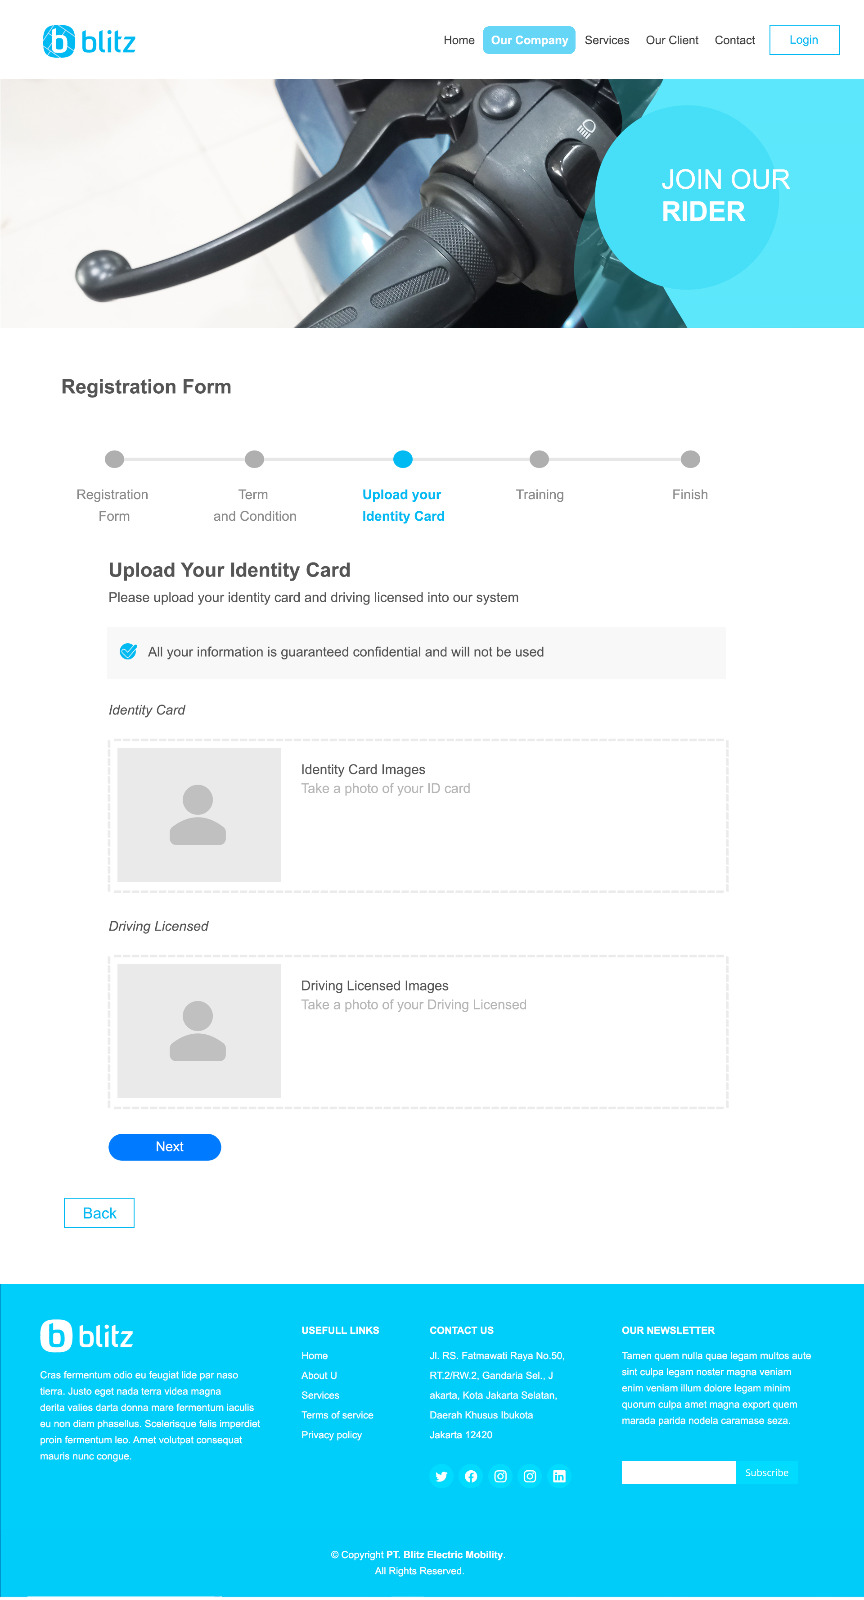 blitz
Home Our Company Services Our Client Contact Login
JOIN OUR
RIDER
Registration Form
Registration
Form
Term
and Condition
Upload your
Identity Card
Training
Finish
Upload Your Identity Card
Please upload your identity card and driving licensed into our system
All your information is guaranteed confidential and will not be used
Identity Card
Identity Card Images
Take a photo of your ID card
Driving Licensed
Driving Licensed Images
Take a photo of your Driving Licensed
Next
Back
blitz
Cras fermentum odio eu feugiat lide par naso
tierra. Justo eget nada terra videa magna
derita valies darta donna mare fermentum iaculis
eu non diam phasellus. Scelerisque felis imperdiet
proin fermentum leo. Amet volutpat consequat
mauris nunc congue.
USEFULL LINKS
Home
About U
Services
Terms of service
Privacy policy
CONTACT US
Jl. RS. Fatmawati Raya No.50,
RT.2/RW.2, Gandaria Sel., J
akarta, Kota Jakarta Selatan,
Daerah Khusus Ibukota
Jakarta 12420
OUR NEWSLETTER
Tamen quem nulla quae legam multos aute
sint culpa legam noster magna veniam
enim veniam illum dolore legam minim
quorum culpa amet magna export quem
marada parida nodela caramase seza.
Subscribe
© Copyright PT. Blitz Electric Mobility.
All Rights Reserved.